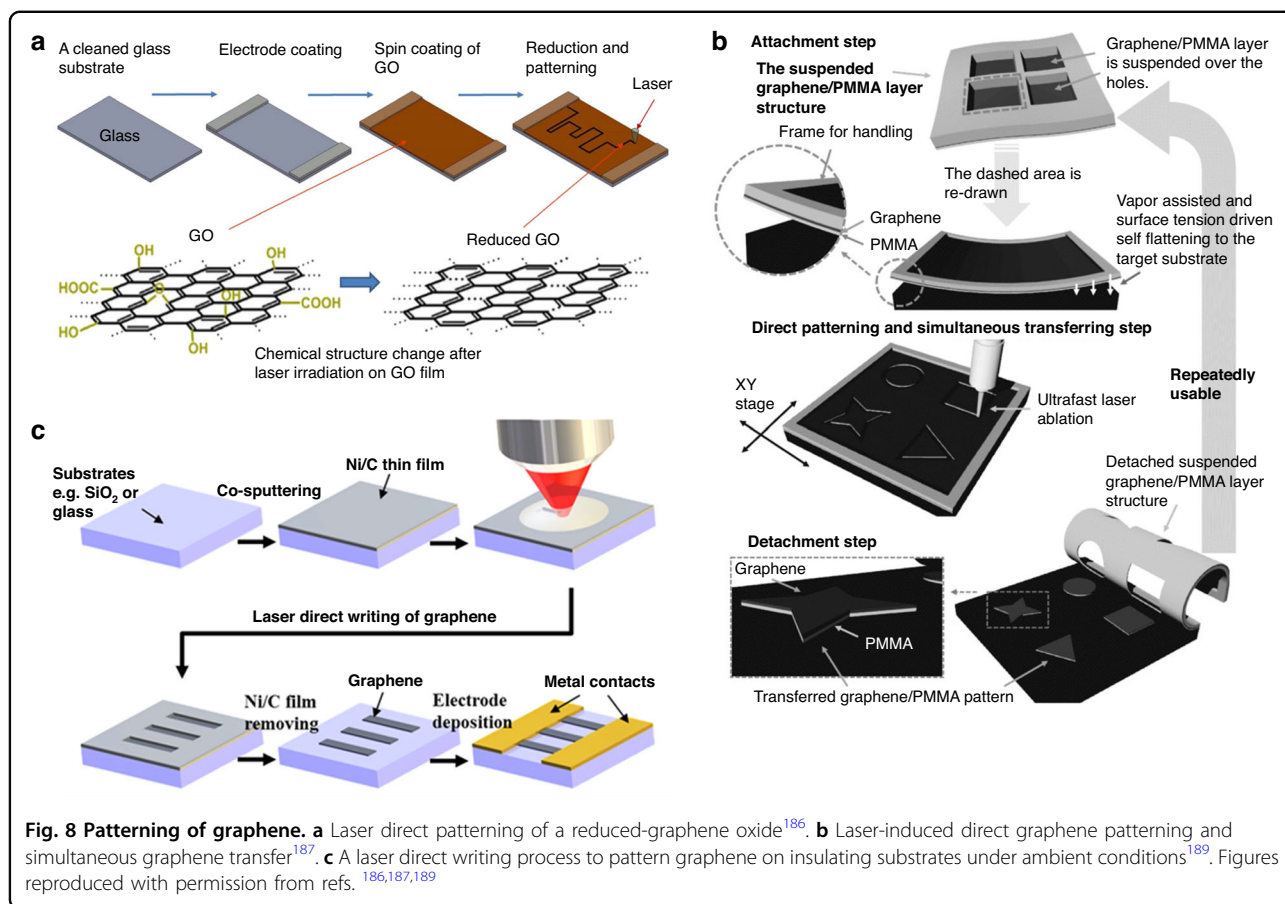 a
A cleaned glass
substrate
Electrode coating
Spin coating of
GO
Reduction and
patterning
Laser
Glass
GO
Reduced GO
OH
OH
HOOC
O
OH
COOH
HO
OH
OH
Chemical structure change after
laser irradiation on GO film
b
Attachment step
The suspended
graphene/PMMA layer
structure
Graphene/PMMA layer
is suspended over the
holes.
Frame for handling
The dashed area is
re-drawn
Graphene
PMMA
Vapor assisted and
surface tension driven
self flattening to the
target substrate
Direct patterning and simultaneous transferring step
XY
stage
Ultrafast laser
ablation
Repeatedly
usable
Detached suspended
graphene/PMMA layer
structure
Detachment step
Graphene
PMMA
Transferred graphene/PMMA pattern
c
Substrates
e.g. SiO₂ or
glass
Co-sputtering
Ni/C thin film
Laser direct writing of graphene
Ni/C film
removing
Graphene
Electrode
deposition
Metal contacts
Fig. 8 Patterning of graphene. a Laser direct patterning of a reduced-graphene oxide¹⁸⁶. b Laser-induced direct graphene patterning and
simultaneous graphene transfer¹⁸⁷. c A laser direct writing process to pattern graphene on insulating substrates under ambient conditions¹⁸⁹. Figures
reproduced with permission from refs. ¹⁸⁶,¹⁸⁷,¹⁸⁹